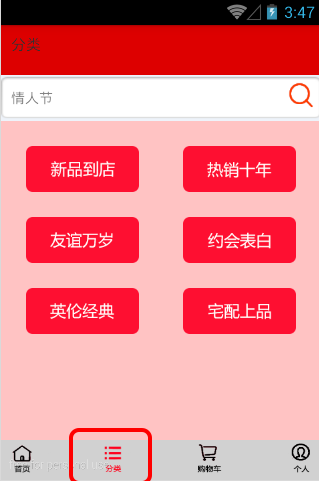 3:47
分类
情人节
新品到店 热销十年
友谊万岁 约会表白
英伦经典 宅配上品
首页 分类 购物车 个人